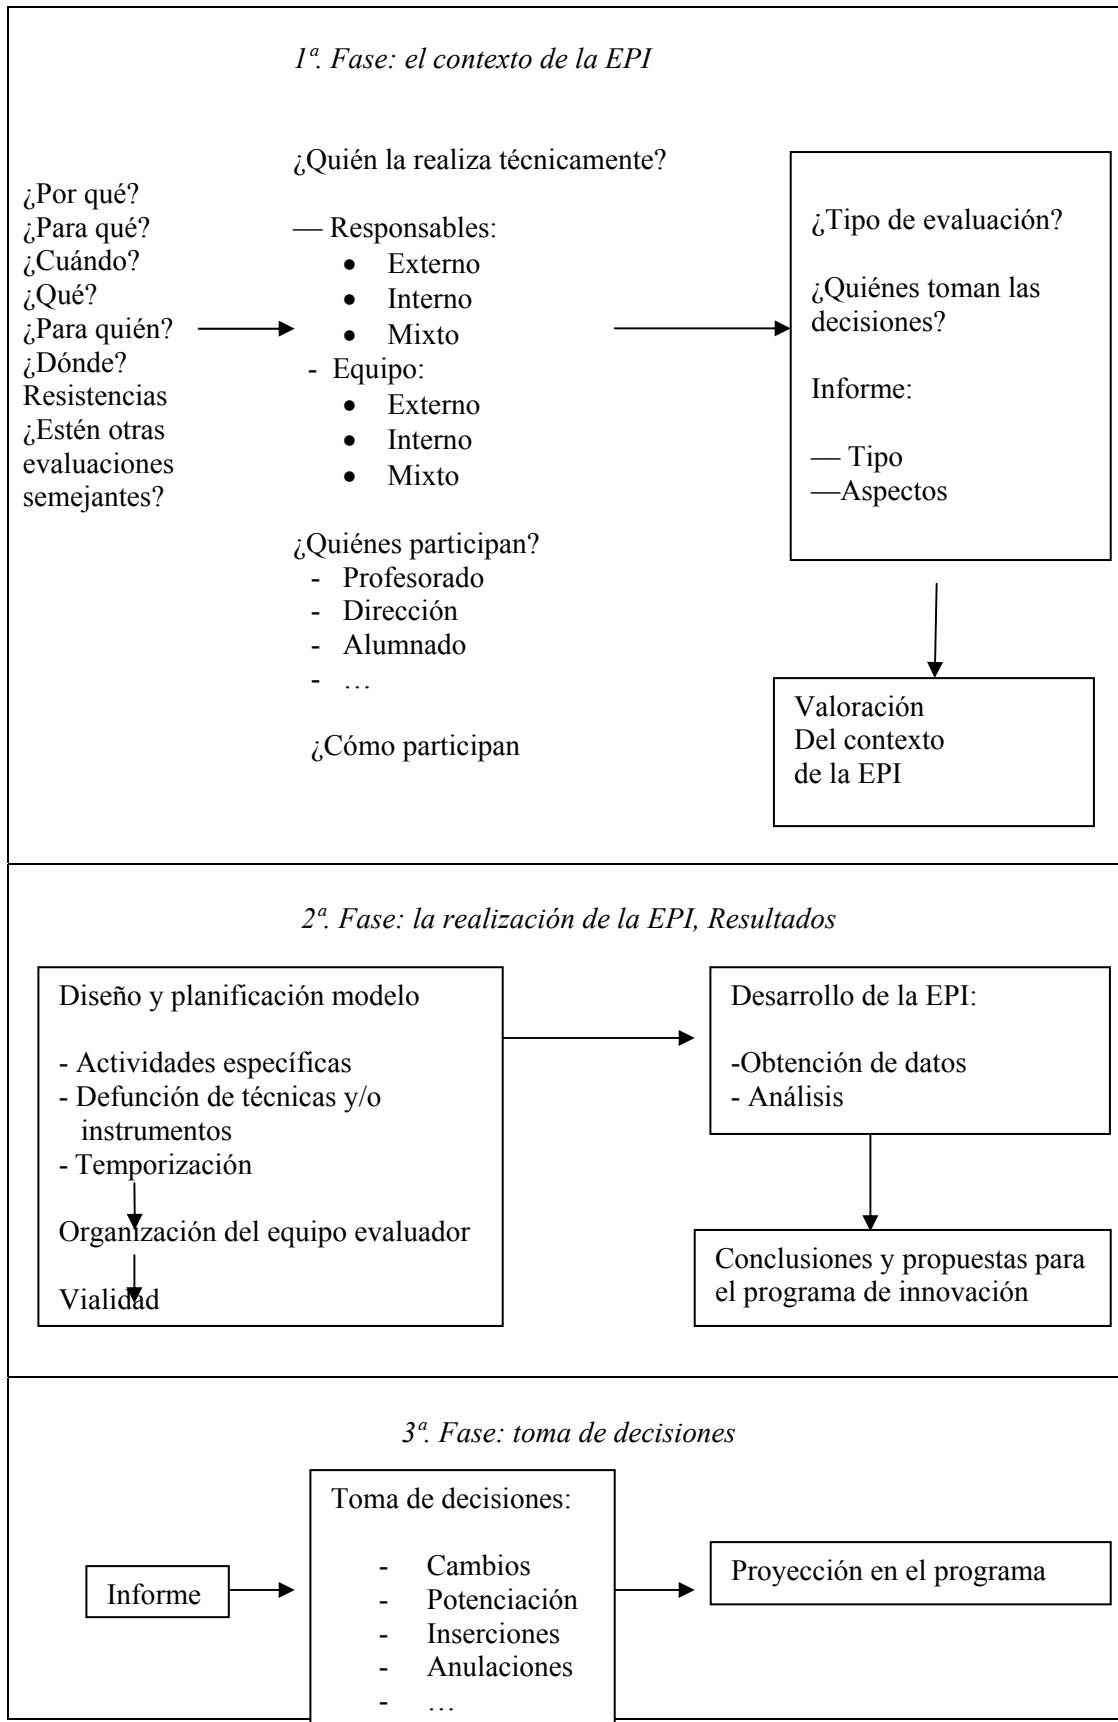 1ª. Fase: el contexto de la EPI
¿Por qué?
¿Para qué?
¿Cuándo?
¿Qué?
¿Para quién?
¿Dónde?
Resistencias
¿Estén otras
evaluaciones
semejantes?
¿Quién la realiza técnicamente?
— Responsables:
• Externo
• Interno
• Mixto
- Equipo:
• Externo
• Interno
• Mixto
¿Quiénes participan?
- Profesorado
- Dirección
- Alumnado
- …
¿Cómo participan
¿Tipo de evaluación?
¿Quiénes toman las
decisiones?
Informe:
— Tipo
—Aspectos
Valoración
Del contexto
de la EPI
2ª. Fase: la realización de la EPI, Resultados
Diseño y planificación modelo
- Actividades específicas
- Defunción de técnicas y/o
instrumentos
- Temporización
Organización del equipo evaluador
Vialidad
Desarrollo de la EPI:
-Obtención de datos
- Análisis
Conclusiones y propuestas para
el programa de innovación
3ª. Fase: toma de decisiones
Informe
Toma de decisiones:
- Cambios
- Potenciación
- Inserciones
- Anulaciones
- …
Proyección en el programa